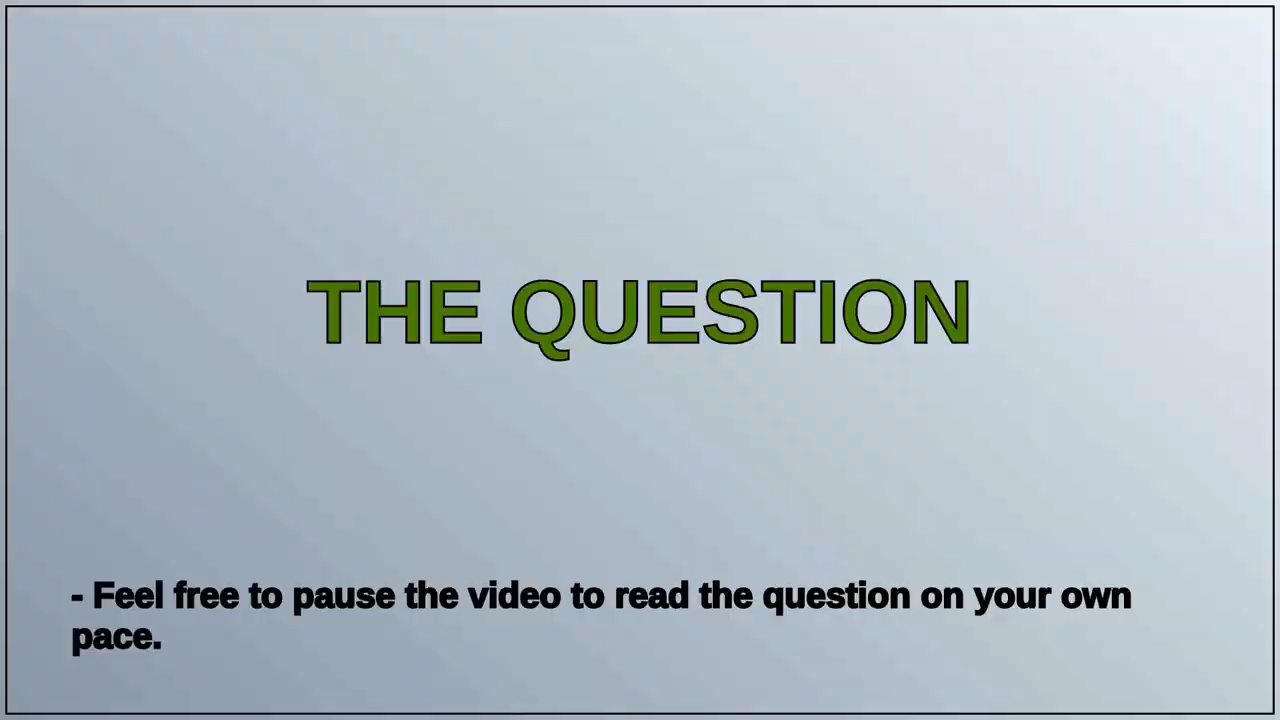 THE QUESTION
- Feel free to pause the video to read the question on your own
pace.